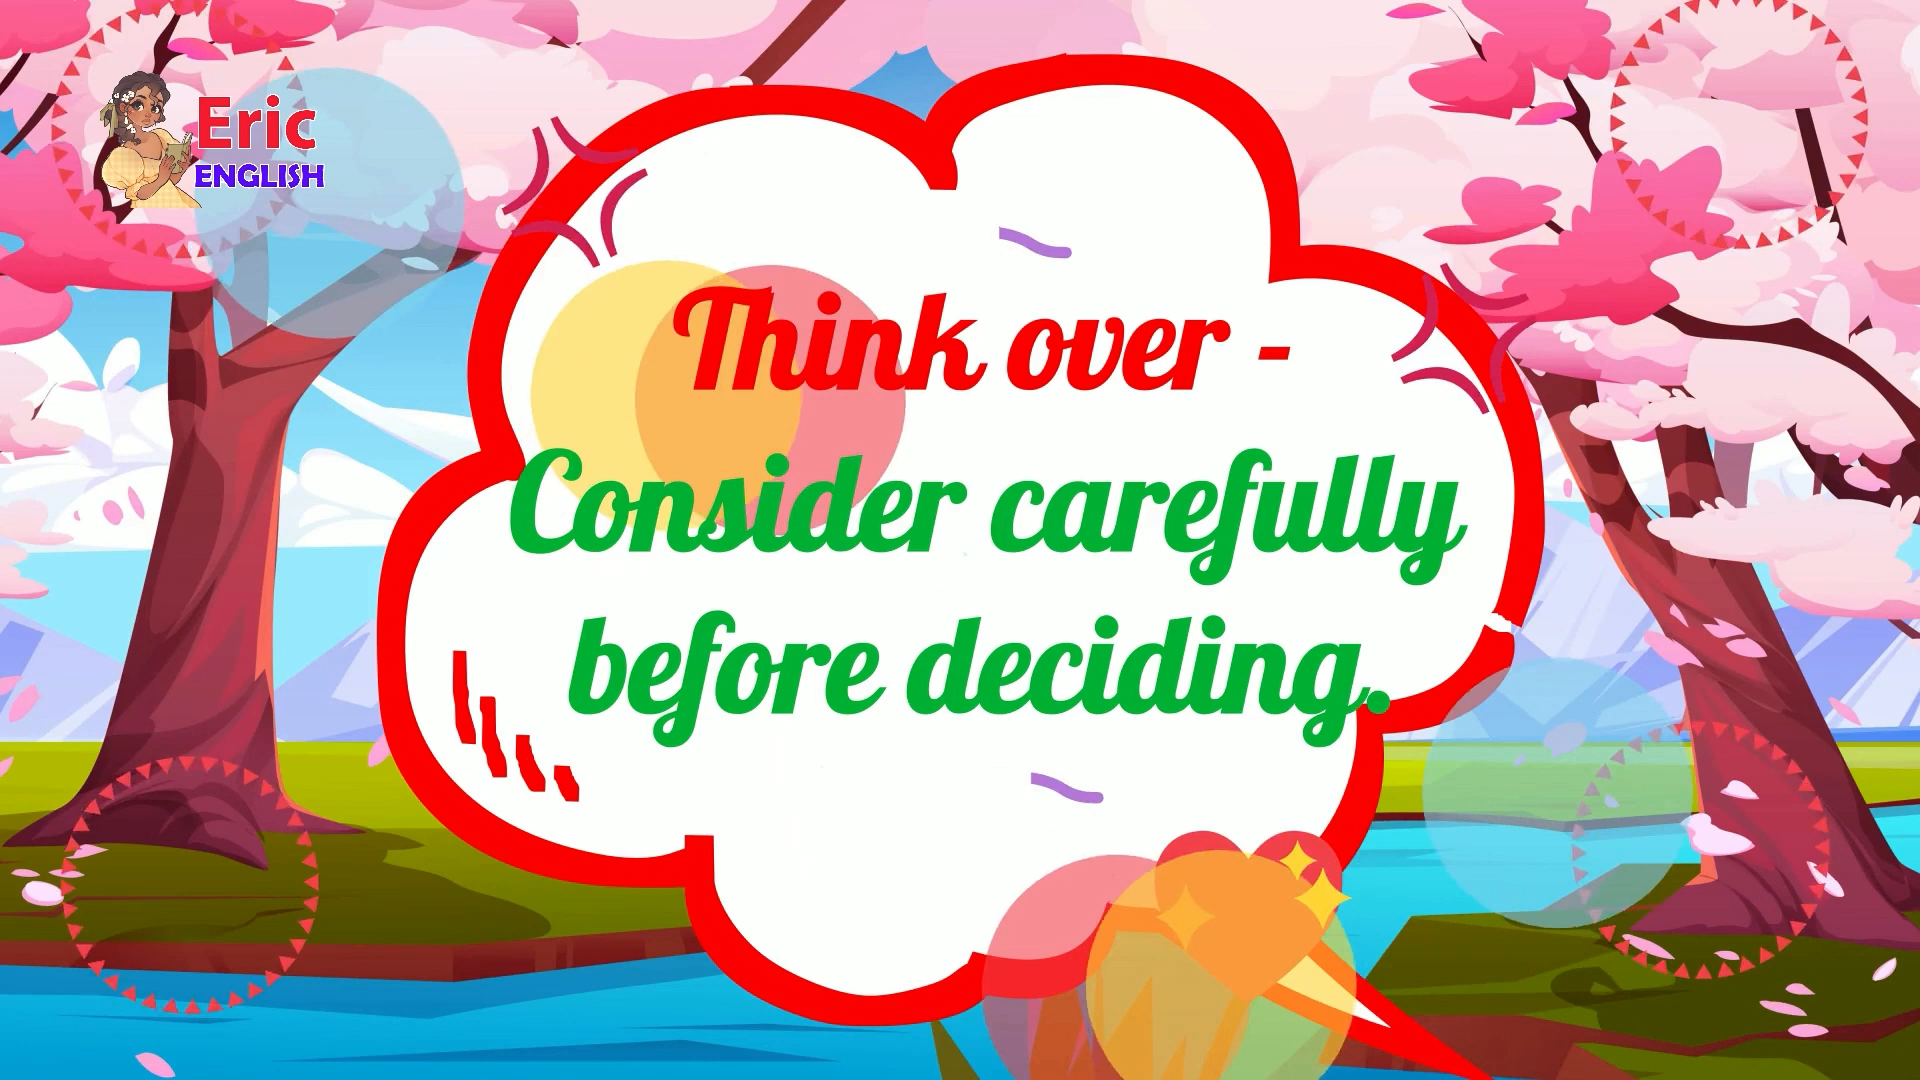 Eric
ENGLISH
Think over -
Consider carefully
before deciding.